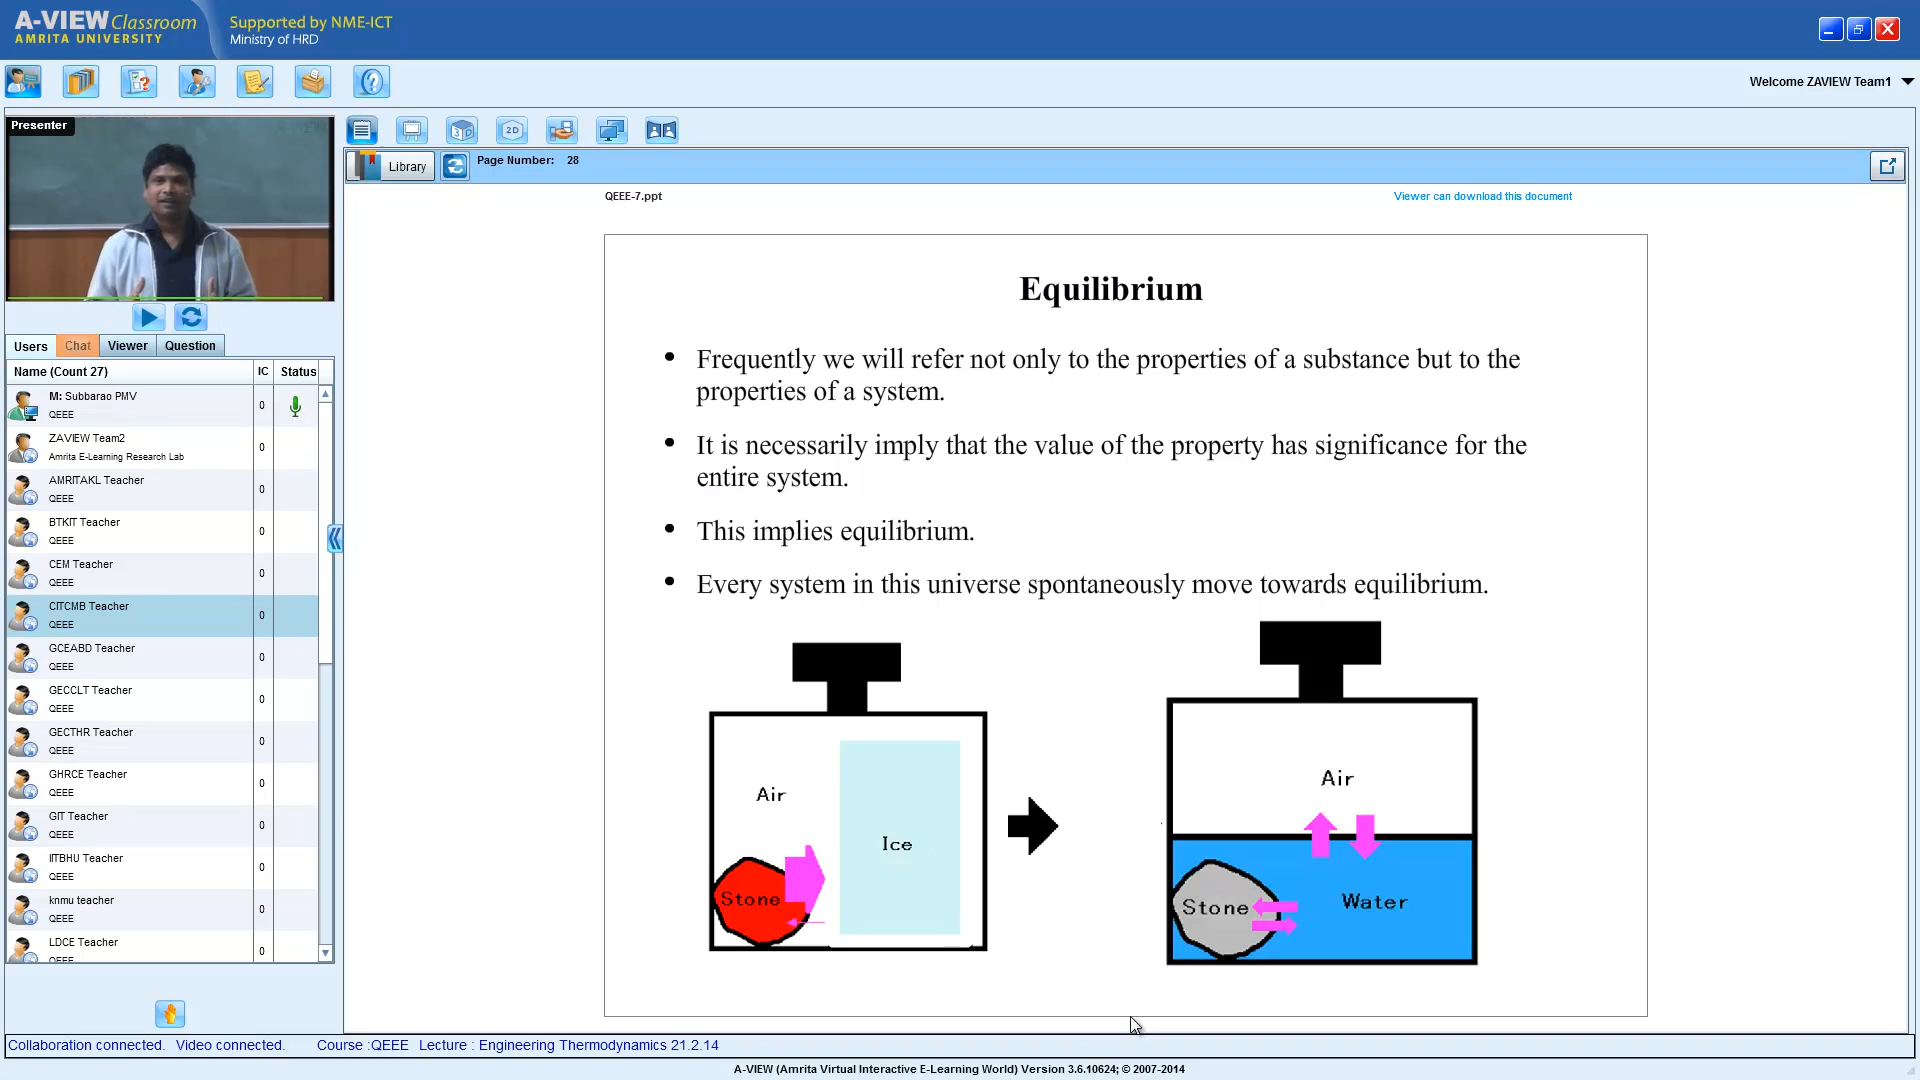 A-VIEW Classroom
AMRITA UNIVERSITY
Supported by NME-ICT
Ministry of HRD
Welcome ZAVIEW Team1
Presenter
Library
Page Number: 28
QEEE-7.ppt
Viewer can download this document
Users Chat Viewer Question
Name (Count 27) IC Status
M: Subbarao PMV
QEEE
0
ZAVIEW Team2
Amrita E-Learning Research Lab
0
AMRITAKL Teacher
QEEE
0
BTKIT Teacher
QEEE
0
CEM Teacher
QEEE
0
CITCMB Teacher
QEEE
0
GCEABD Teacher
QEEE
0
GECCLT Teacher
QEEE
0
GECTHR Teacher
QEEE
0
GHRCE Teacher
QEEE
0
GIT Teacher
QEEE
0
IITBHU Teacher
QEEE
0
knmu teacher
QEEE
0
LDCE Teacher
QEEE
0
Equilibrium
• Frequently we will refer not only to the properties of a substance but to the
properties of a system.
• It is necessarily imply that the value of the property has significance for the
entire system.
• This implies equilibrium.
• Every system in this universe spontaneously move towards equilibrium.
Air
Ice
Stone
Air
Water
Stone
Collaboration connected. Video connected. Course :QEEE Lecture : Engineering Thermodynamics 21.2.14
A-VIEW (Amrita Virtual Interactive E-Learning World) Version 3.6.10624; © 2007-2014